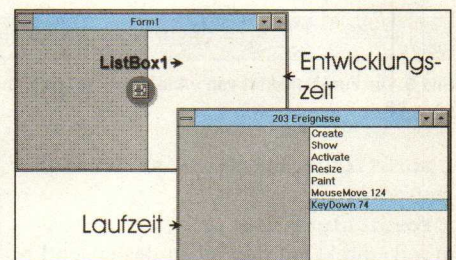 Form1
ListBox1
Entwicklungs-
zeit
203 Ereignisse
Create
Show
Activate
Resize
Paint
MouseMove 124
KeyDown 74
Laufzeit